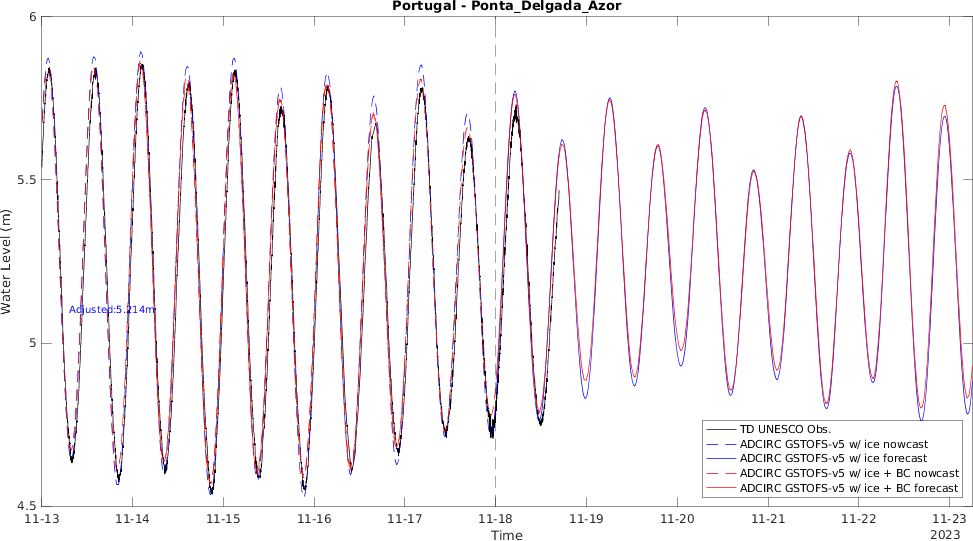 Portugal - Ponta_Delgada_Azor
6
5.5
5
4.5
Water Level (m)
Adjusted:5.214m
TD UNESCO Obs.
ADCIRC GSTOFS-v5 w/ ice nowcast
ADCIRC GSTOFS-v5 w/ ice forecast
ADCIRC GSTOFS-v5 w/ ice + BC nowcast
ADCIRC GSTOFS-v5 w/ ice + BC forecast
11-13 11-14 11-15 11-16 11-17 11-18 11-19 11-20 11-21 11-22 11-23
Time
2023